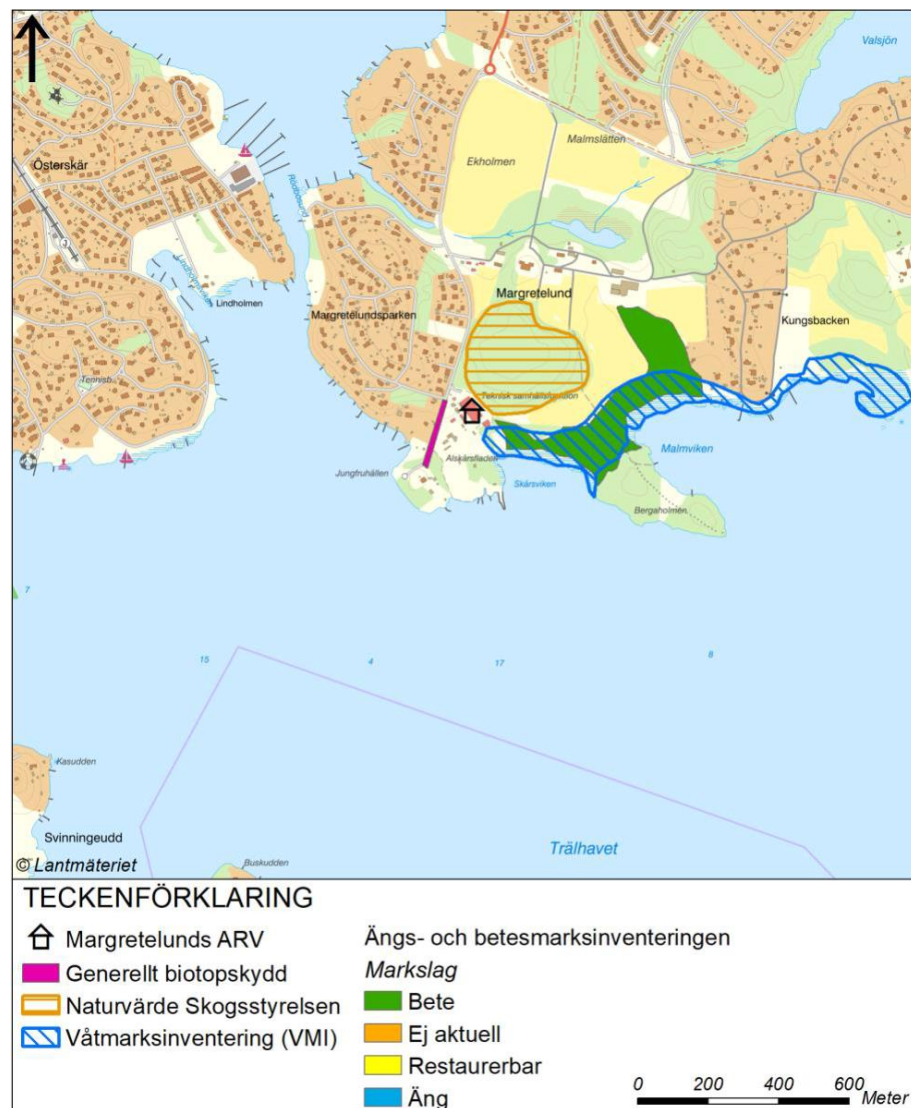 Valsjön
Malmslätten
Ekholmen
Österskär
Rödbosund
Lindholmen
Margretelund
Margretelundsparken
Kungsbacken
Tennisb.
Teknisk samhällsfunktion
Malmviken
Alskärsfladen
Jungfruhällen
Skärsviken
Bergaholmen
7
15
4
17
8
Kasudden
Svinningeudd
Trälhavet
Buskudden
© Lantmäteriet
TECKENFÖRKLARING
Margretelunds ARV
Generellt biotopskydd
Naturvärde Skogsstyrelsen
Våtmarksinventering (VMI)
Ängs- och betesmarksinventeringen
Markslag
Bete
Ej aktuell
Restaurerbar
Äng
0 200 400 600
Meter